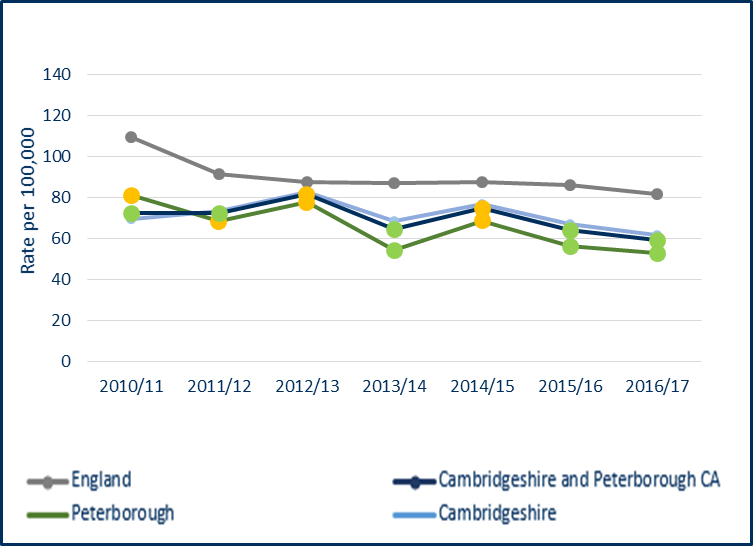 140
120
100
80
60
40
20
0
Rate per 100,000
2010/11 2011/12 2012/13 2013/14 2014/15 2015/16 2016/17
England Cambridgeshire and Peterborough CA
Peterborough Cambridgeshire